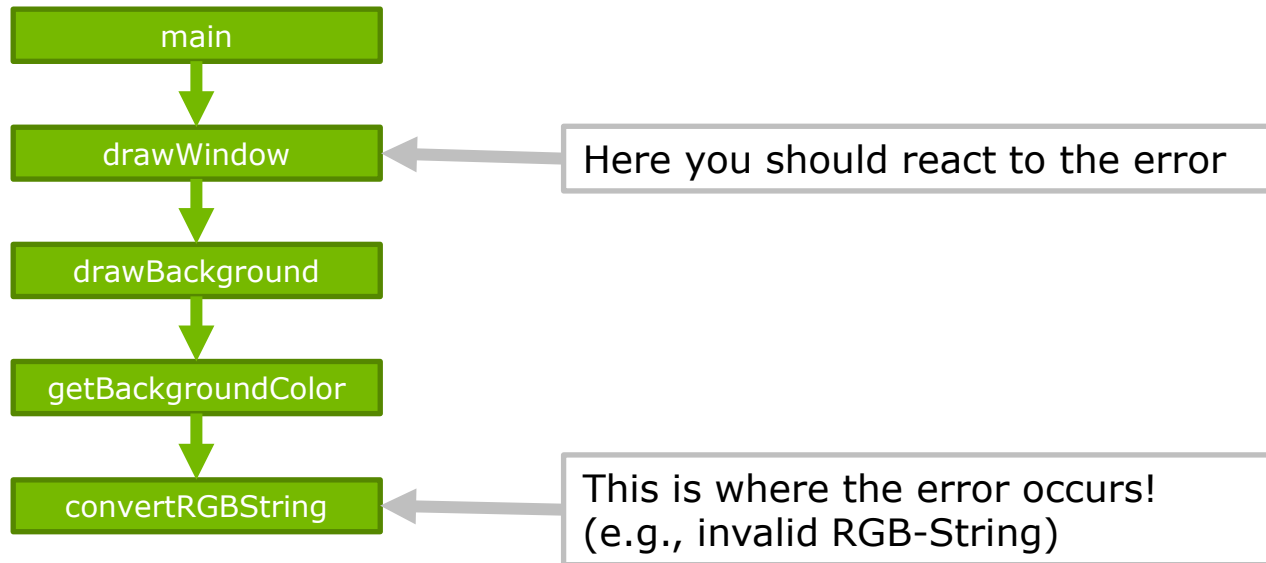 main
drawWindow
Here you should react to the error
drawBackground
getBackgroundColor
convertRGBString
This is where the error occurs!
(e.g., invalid RGB-String)